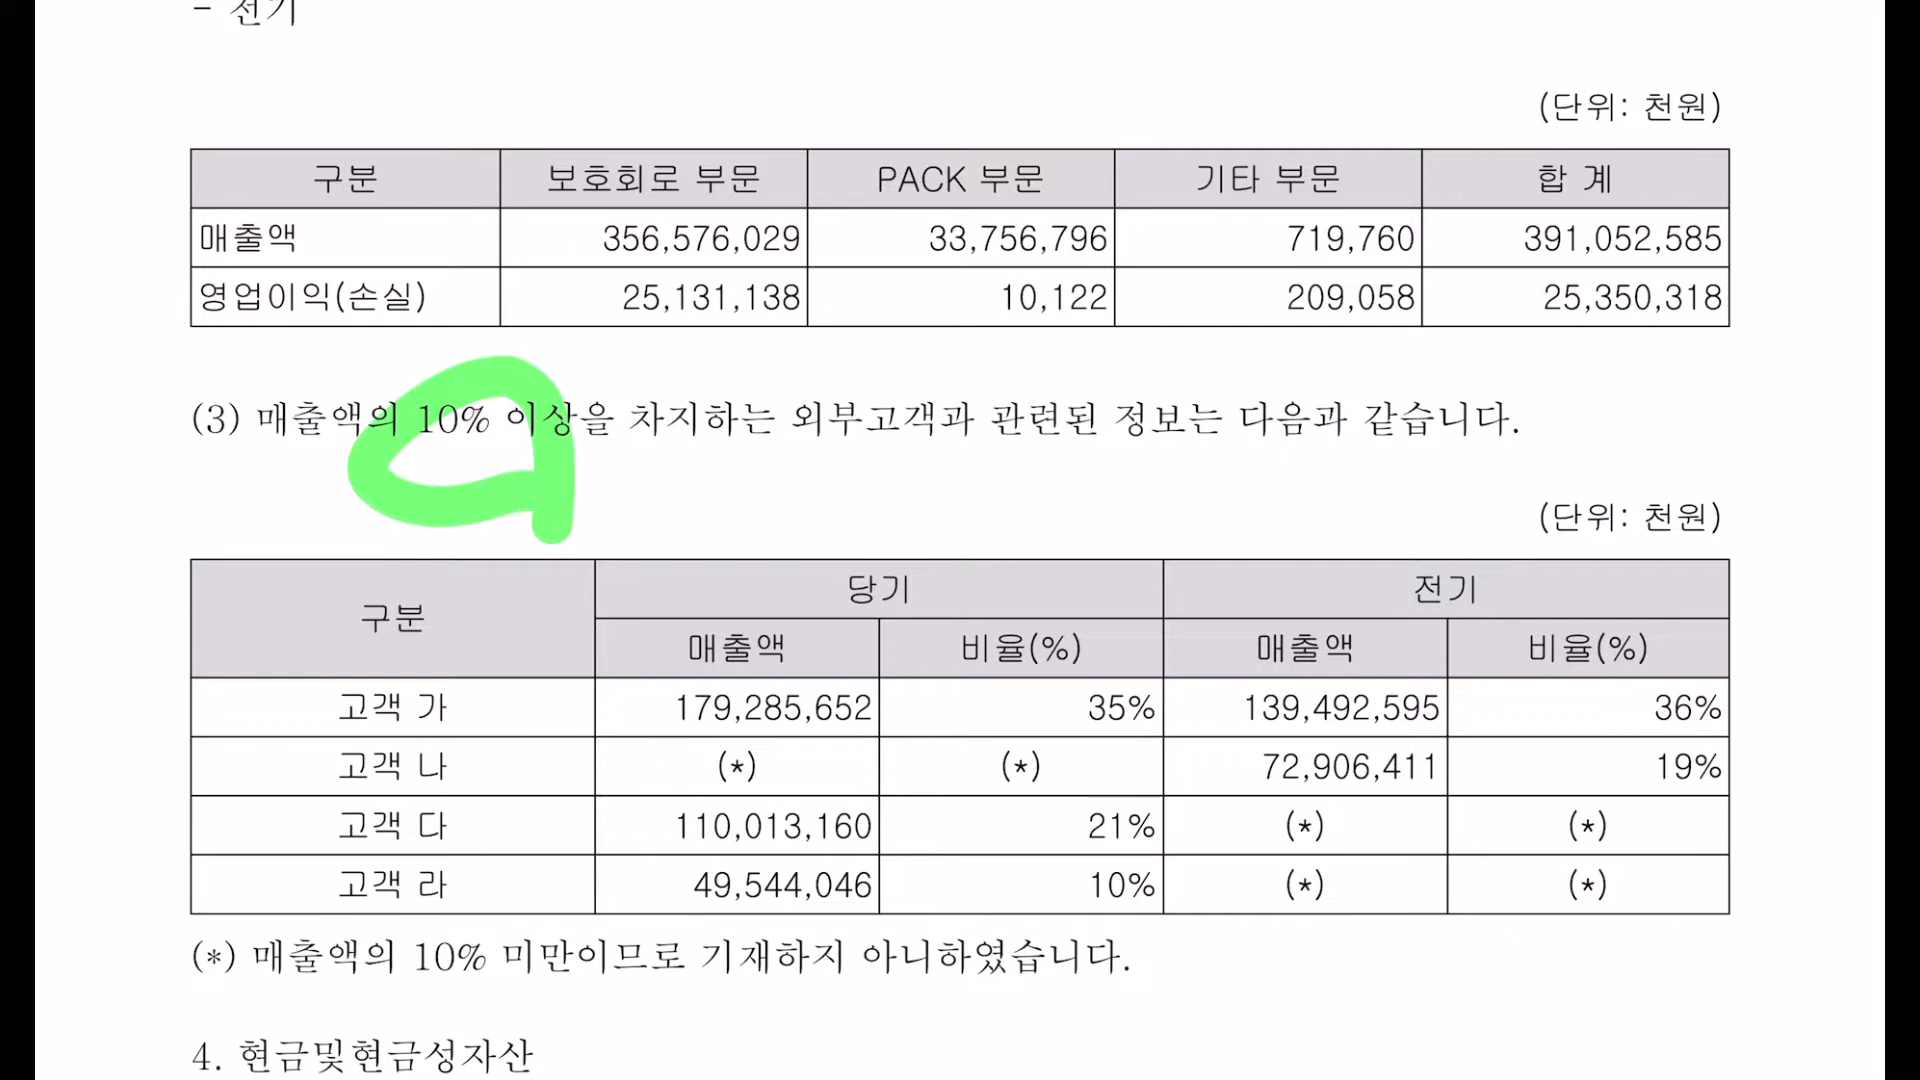 - 전기
(단위: 천원)
구분 보호회로 부문 PACK 부문 기타 부문 합 계
매출액 356,576,029 33,756,796 719,760 391,052,585
영업이익(손실) 25,131,138 10,122 209,058 25,350,318
(3) 매출액의 10% 이상을 차지하는 외부고객과 관련된 정보는 다음과 같습니다.
(단위: 천원)
구분 당기 전기
매출액 비율(%) 매출액 비율(%)
고객 가 179,285,652 35% 139,492,595 36%
고객 나 (*) (*) 72,906,411 19%
고객 다 110,013,160 21% (*) (*)
고객 라 49,544,046 10% (*) (*)
(*) 매출액의 10% 미만이므로 기재하지 아니하였습니다.
4. 현금및현금성자산